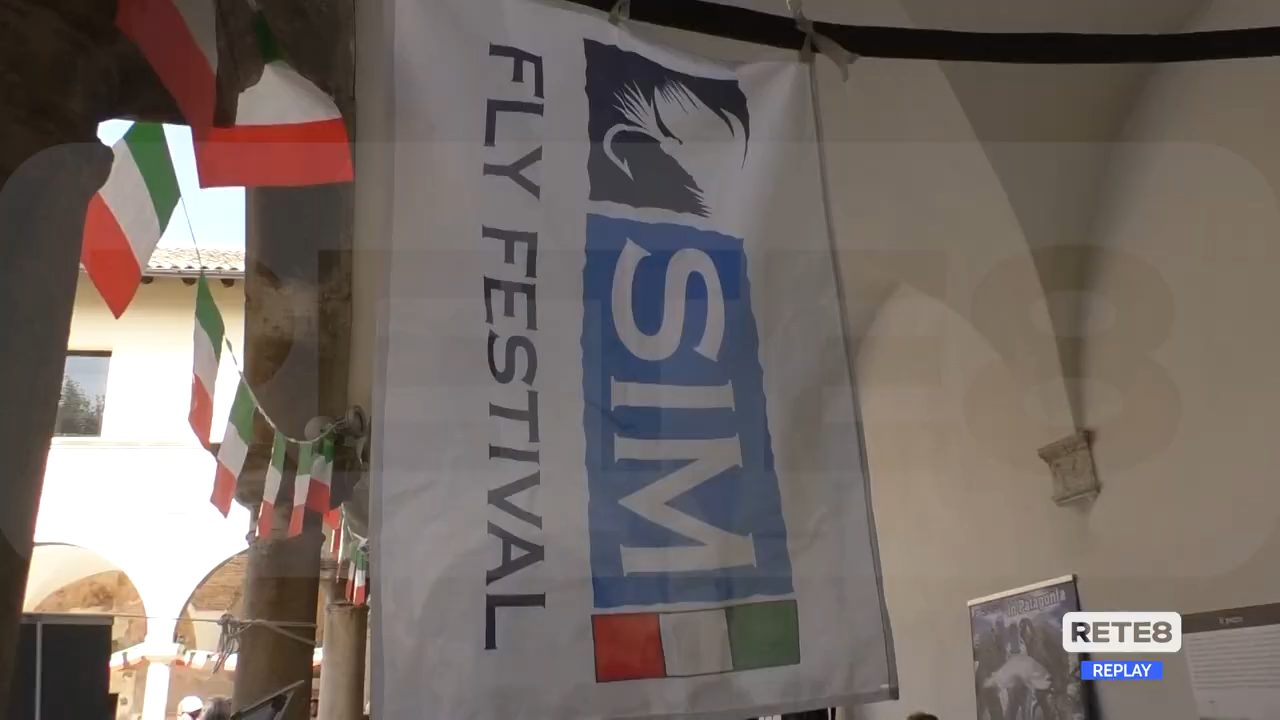 SIM
FLY FESTIVAL
in Patagonia
RETE8
REPLAY